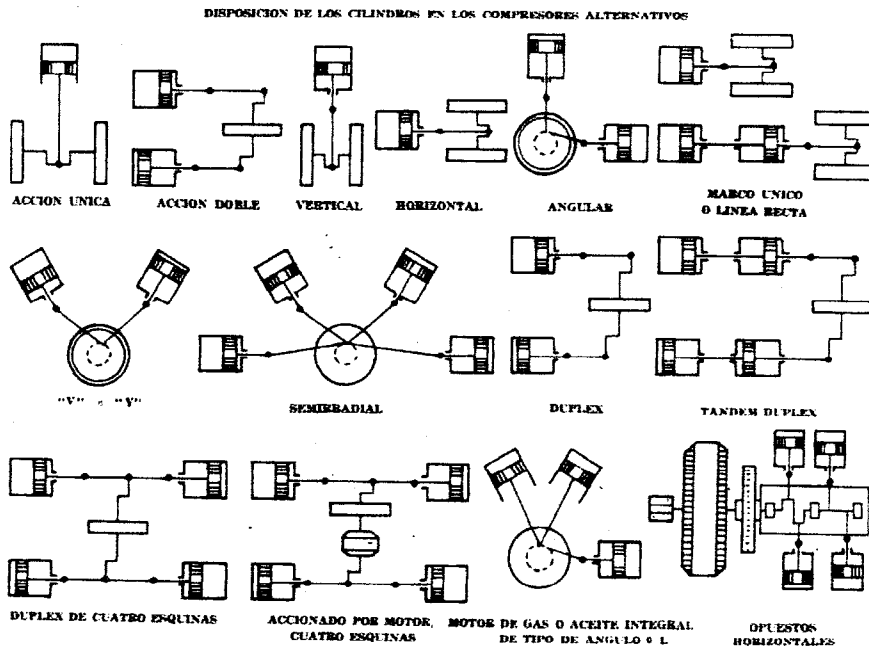 DISPOSICION DE LOS CILINDROS EN LOS COMPRESORES ALTERNATIVOS
ACCION UNICA
ACCION DOBLE
VERTICAL
HORIZONTAL
ANGULAR
MARCO UNICO
O LINEA RECTA
"V" o "Y"
SEMIRRADIAL
DUPLEX
TANDEM DUPLEX
DUPLEX DE CUATRO ESQUINAS
ACCIONADO POR MOTOR,
CUATRO ESQUINAS
MOTOR DE GAS O ACEITE INTEGRAL
DE TIPO DE ANGULO o L
OPUESTOS
HORIZONTALES